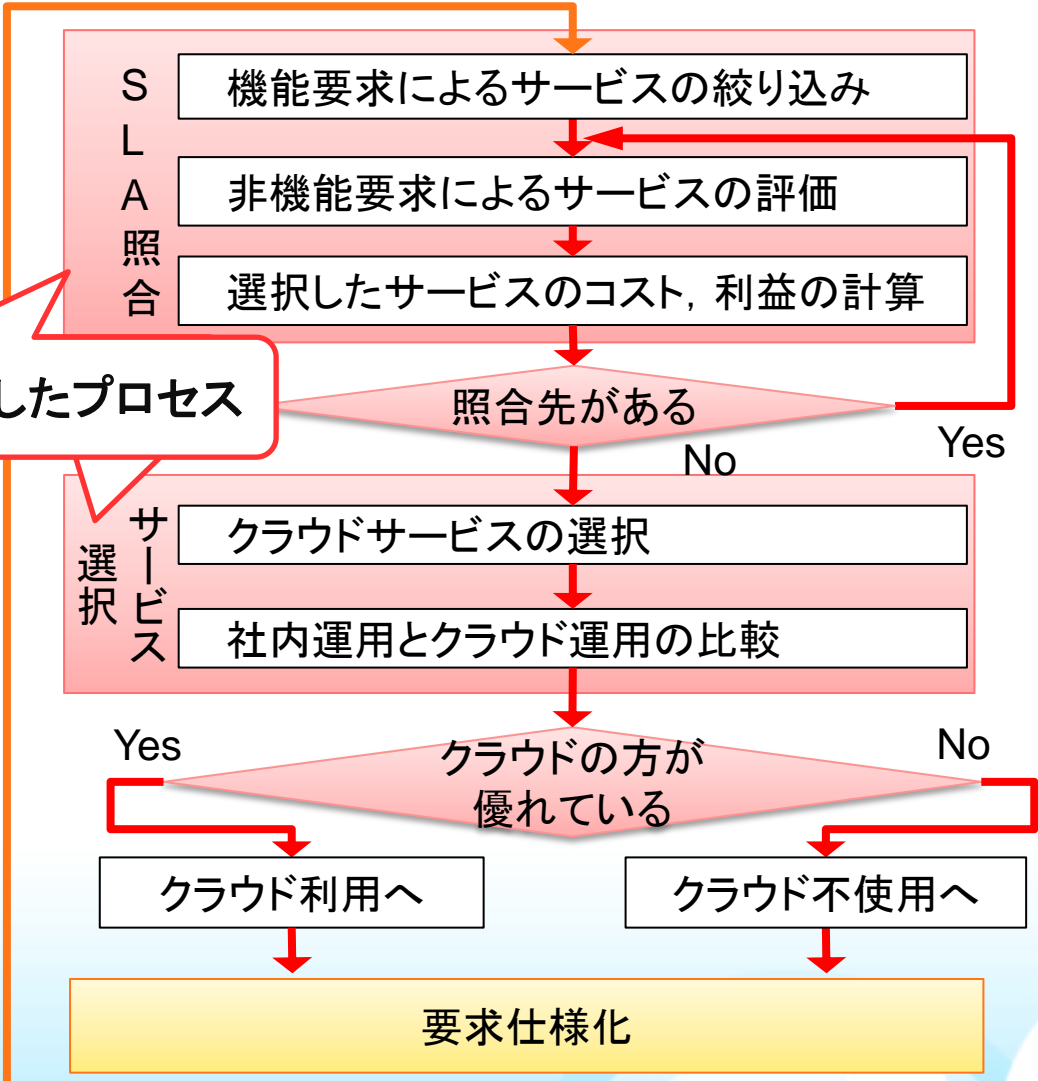 SLA照合
機能要求によるサービスの絞り込み
非機能要求によるサービスの評価
選択したサービスのコスト, 利益の計算
したプロセス
照合先がある
Yes
No
サービス
選択
クラウドサービスの選択
社内運用とクラウド運用の比較
Yes
クラウドの方が
優れている
No
クラウド利用へ
クラウド不使用へ
要求仕様化